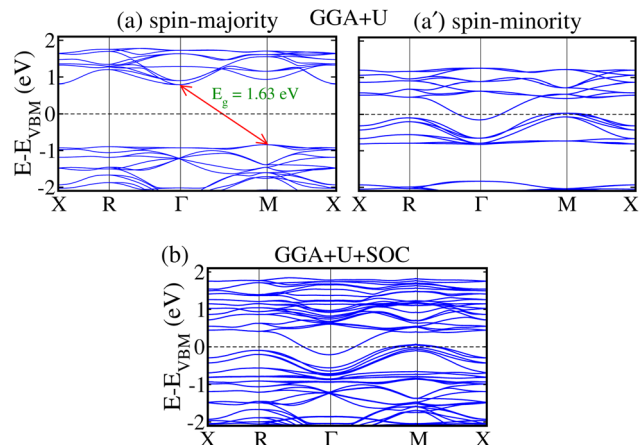 (a) spin-majority GGA+U (a′) spin-minority
E-E_VBM (eV)
2
1
0
-1
-2
E_g = 1.63 eV
X R Γ M X
X R Γ M X
(b) GGA+U+SOC
E-E_VBM (eV)
2
1
0
-1
-2
X R Γ M X